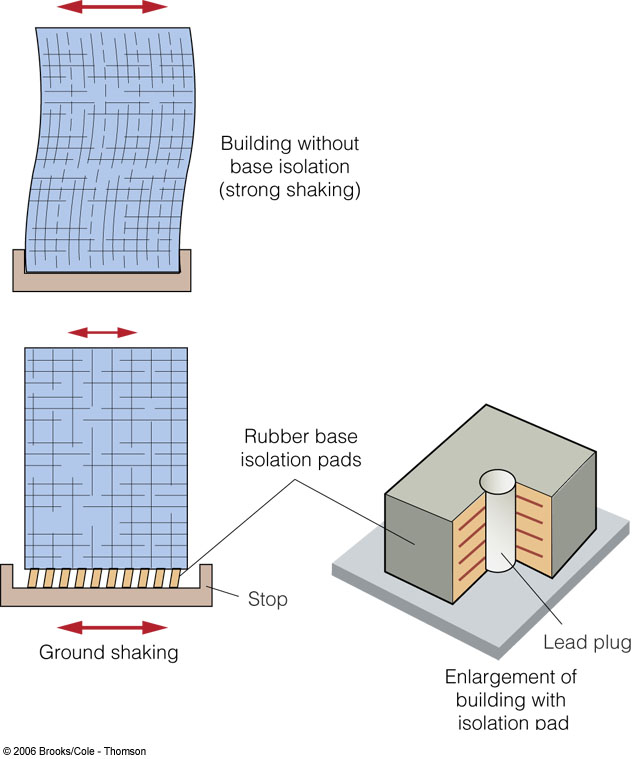 Building without
base isolation
(strong shaking)
Rubber base
isolation pads
Stop
Ground shaking
Lead plug
Enlargement of
building with
isolation pad
© 2006 Brooks/Cole - Thomson